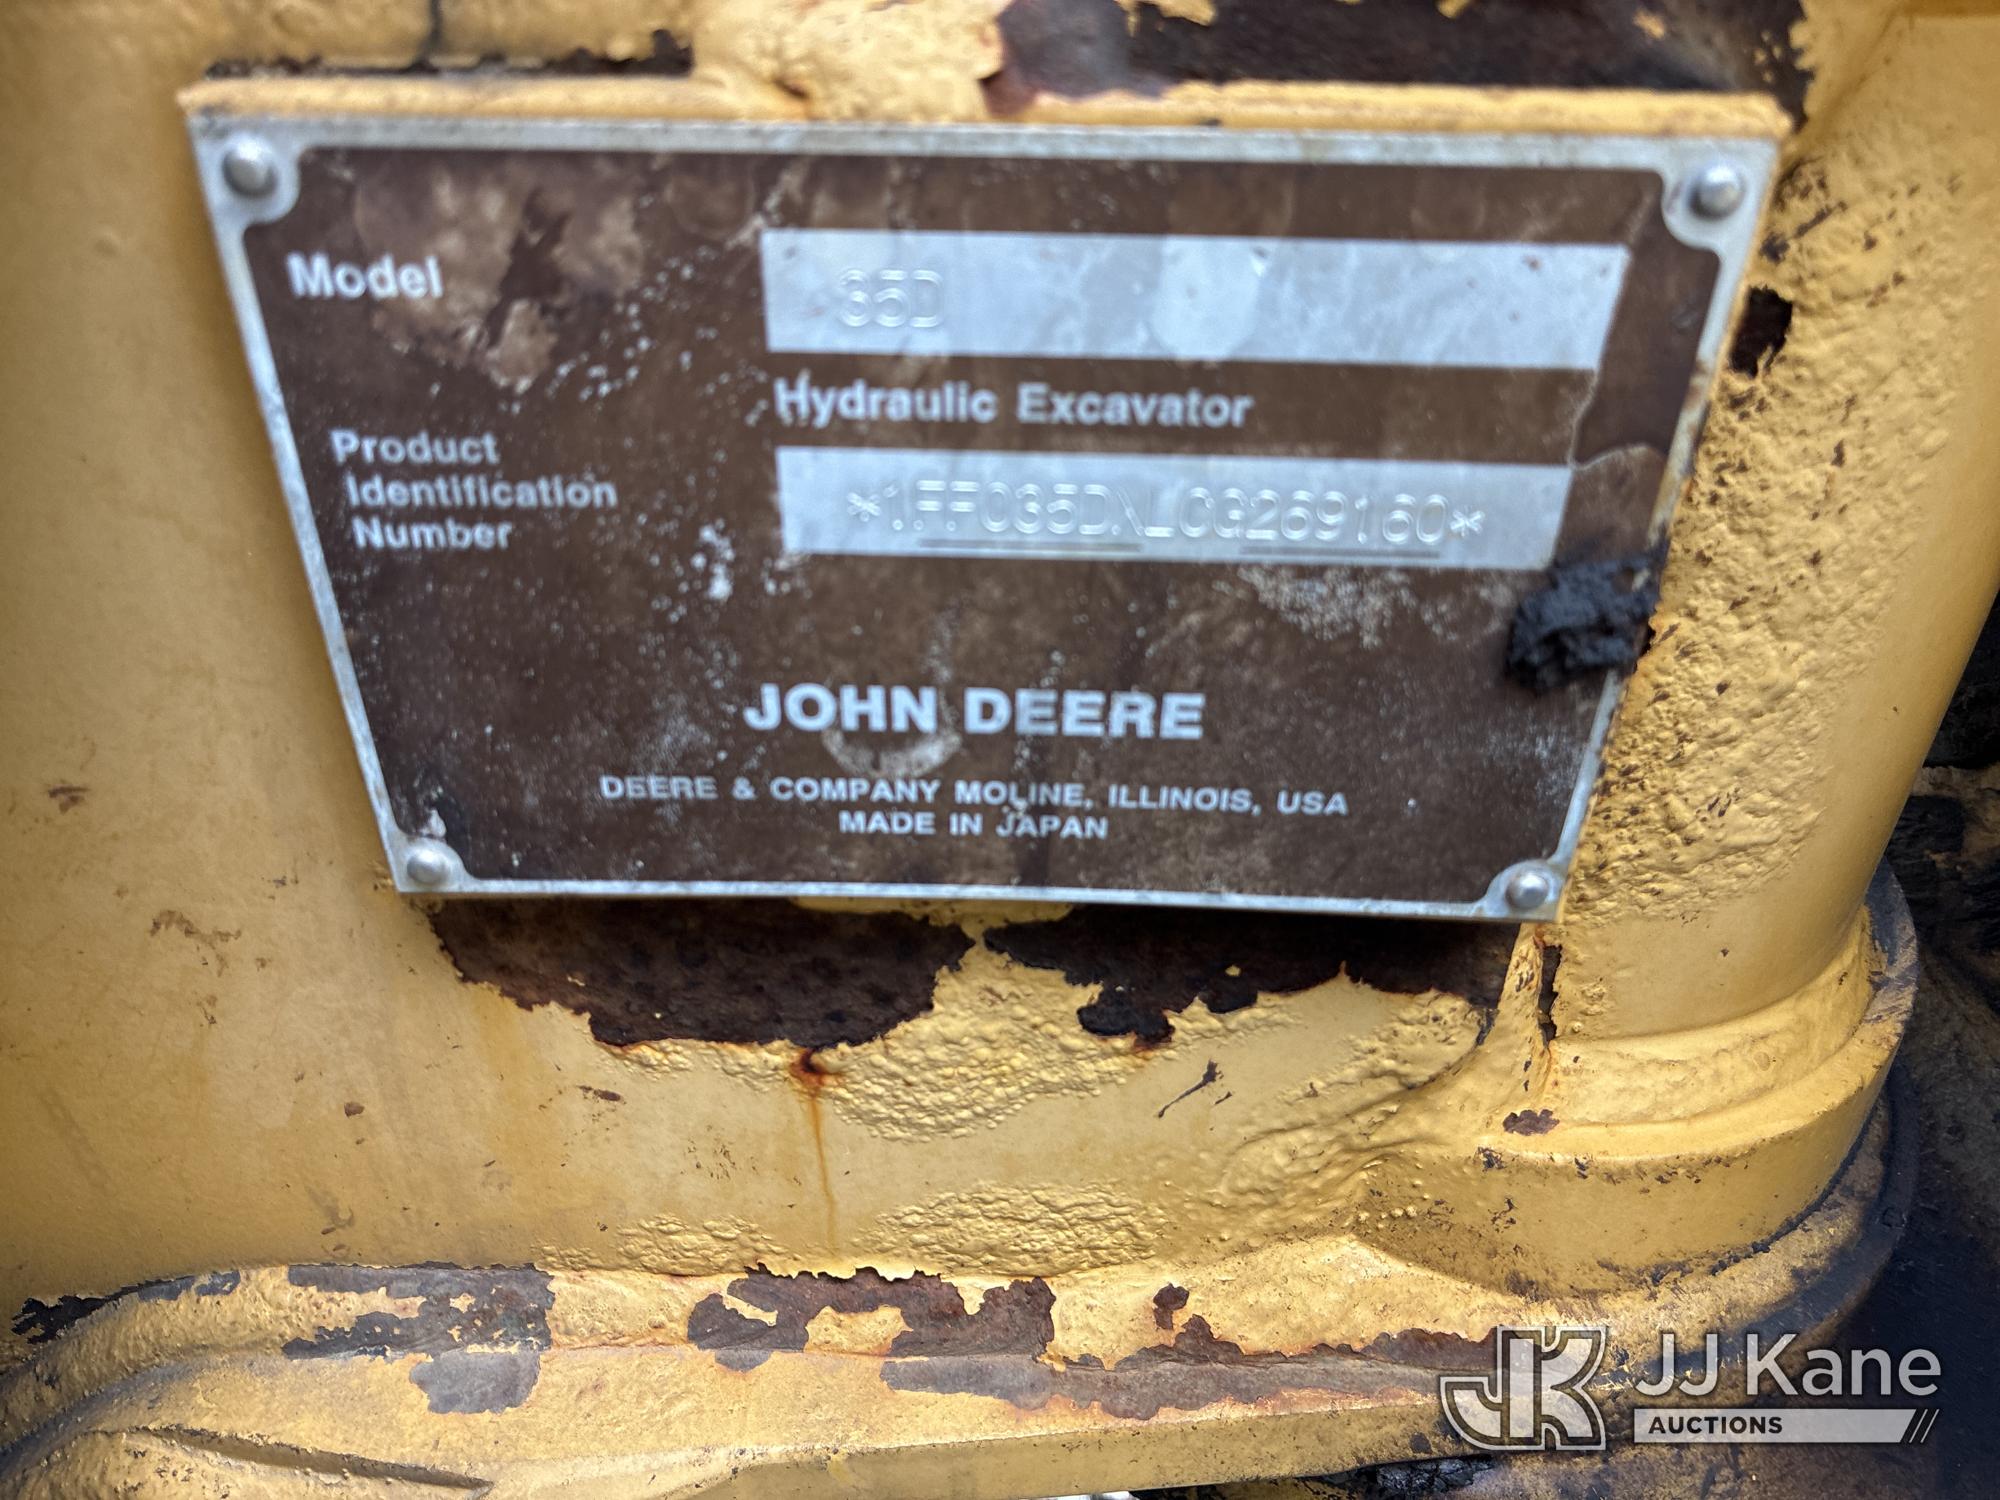 Model 35D
Hydraulic Excavator
Product
Identification
Number
*1FF035DXLCG269160*
JOHN DEERE
DEERE & COMPANY MOLINE, ILLINOIS, USA
MADE IN JAPAN
JK JJ Kane
AUCTIONS